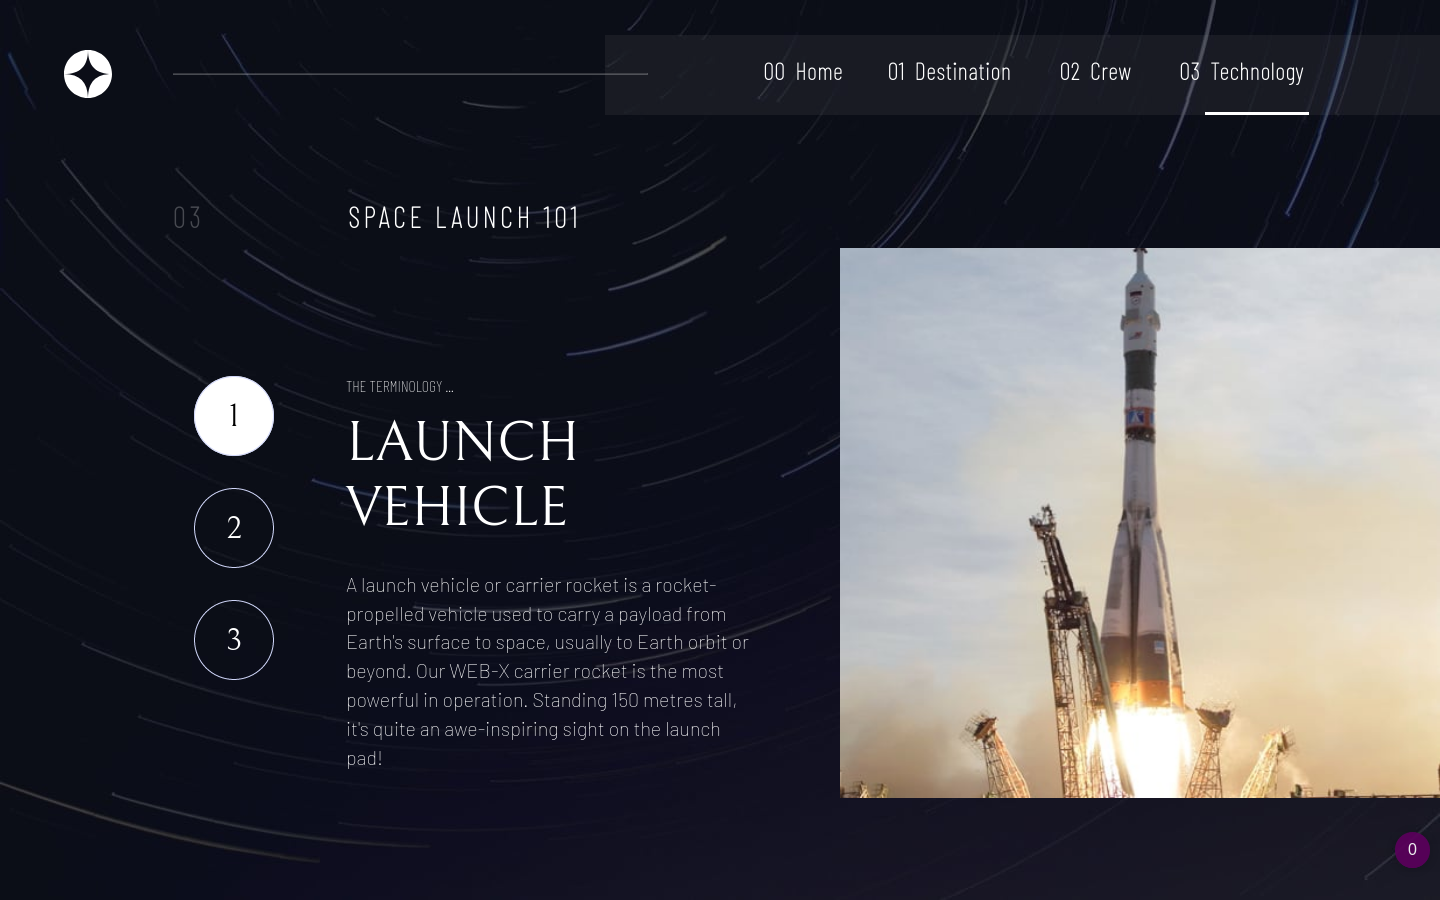 00 Home 01 Destination 02 Crew 03 Technology
03 SPACE LAUNCH 101
1
2
3
THE TERMINOLOGY ...
LAUNCH
VEHICLE
A launch vehicle or carrier rocket is a rocket-
propelled vehicle used to carry a payload from
Earth's surface to space, usually to Earth orbit or
beyond. Our WEB-X carrier rocket is the most
powerful in operation. Standing 150 metres tall,
it's quite an awe-inspiring sight on the launch
pad!
0